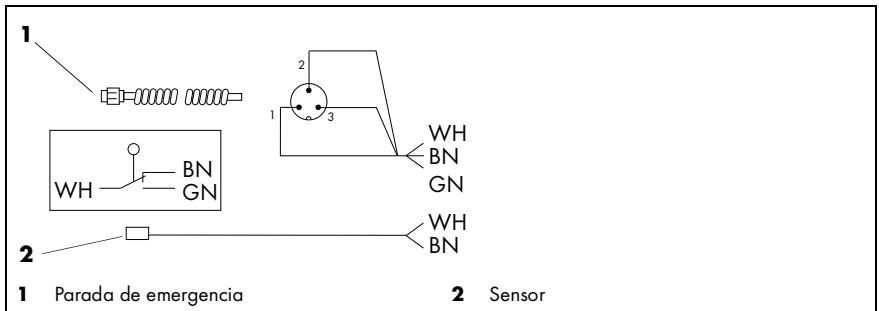 1
2
1
3
WH
BN
GN
BN
WH
GN
WH
BN
2
1 Parada de emergencia
2 Sensor